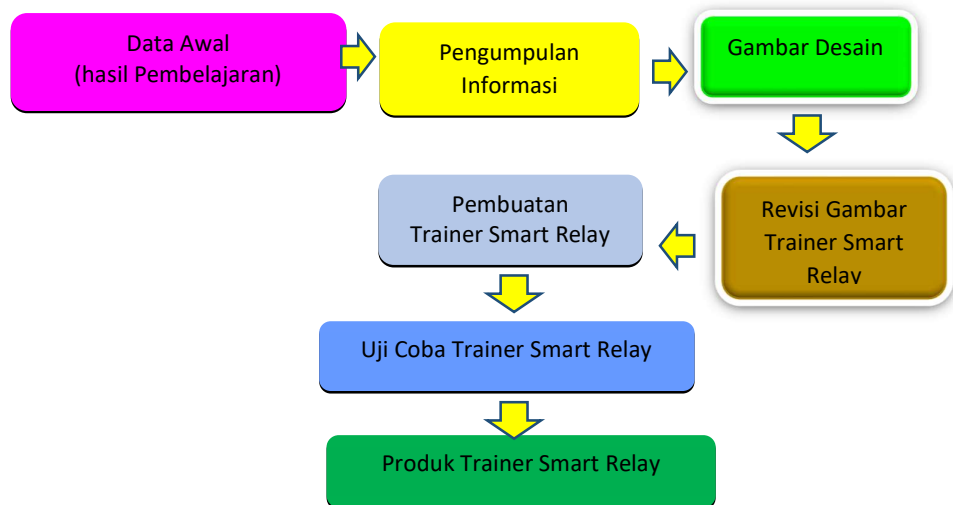 Data Awal
(hasil Pembelajaran)
Pengumpulan
Informasi
Gambar Desain
Revisi Gambar
Trainer Smart
Relay
Pembuatan
Trainer Smart Relay
Uji Coba Trainer Smart Relay
Produk Trainer Smart Relay